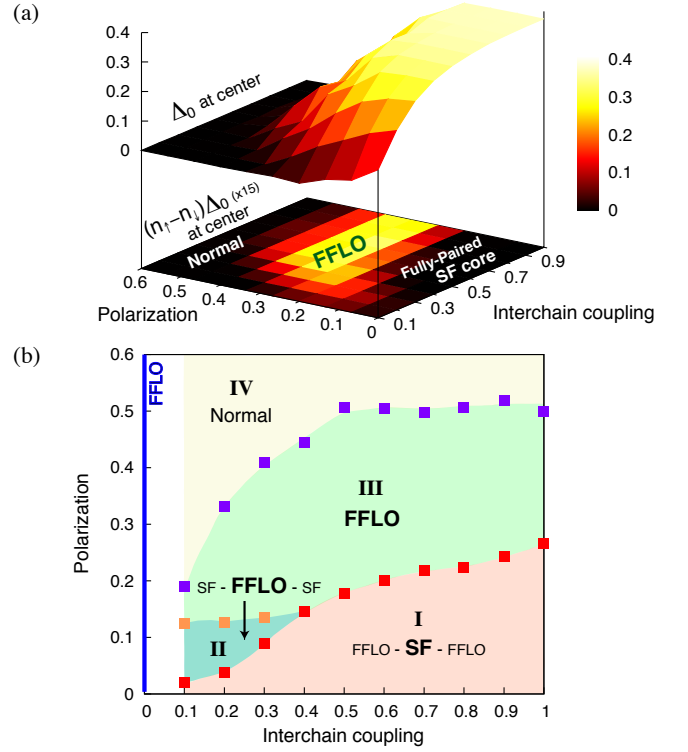 (a)
0.4
0.3
0.2
0.1
0
Δ₀ at center
0.4
0.3
0.2
0.1
0
(n↑−n↓)Δ₀ (x15)
at center
Normal
FFLO
Fully-Paired
SF core
0.6
0.5
0.4
0.3
0.2
0.1
0
Polarization
0.1
0.3
0.5
0.7
0.9
Interchain coupling
(b)
0.6
0.5
0.4
0.3
0.2
0.1
0
Polarization
FFLO
IV
Normal
III
FFLO
SF - FFLO - SF
II
I
FFLO - SF - FFLO
0 0.1 0.2 0.3 0.4 0.5 0.6 0.7 0.8 0.9 1
Interchain coupling